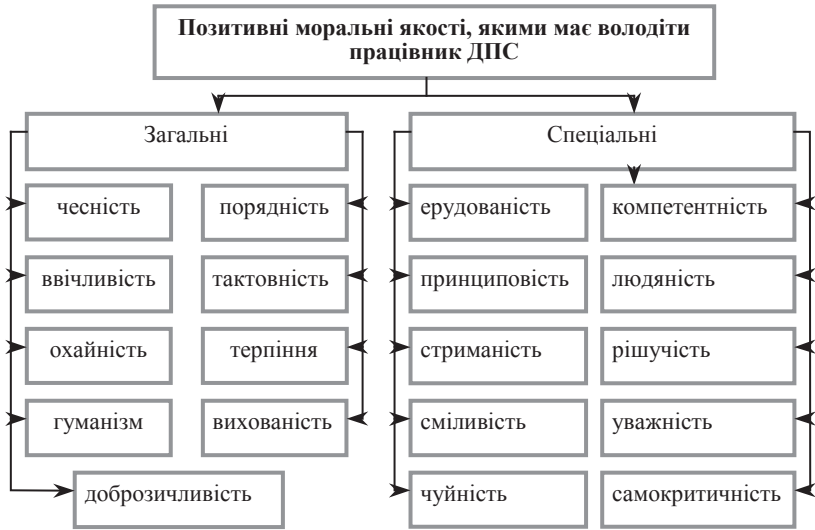 Позитивні моральні якості, якими має володіти
працівник ДПС
Загальні
Спеціальні
чесність
порядність
ерудованість
компетентність
ввічливість
тактовність
принциповість
людяність
охайність
терпіння
стриманість
рішучість
гуманізм
вихованість
сміливість
уважність
доброзичливість
чуйність
самокритичність